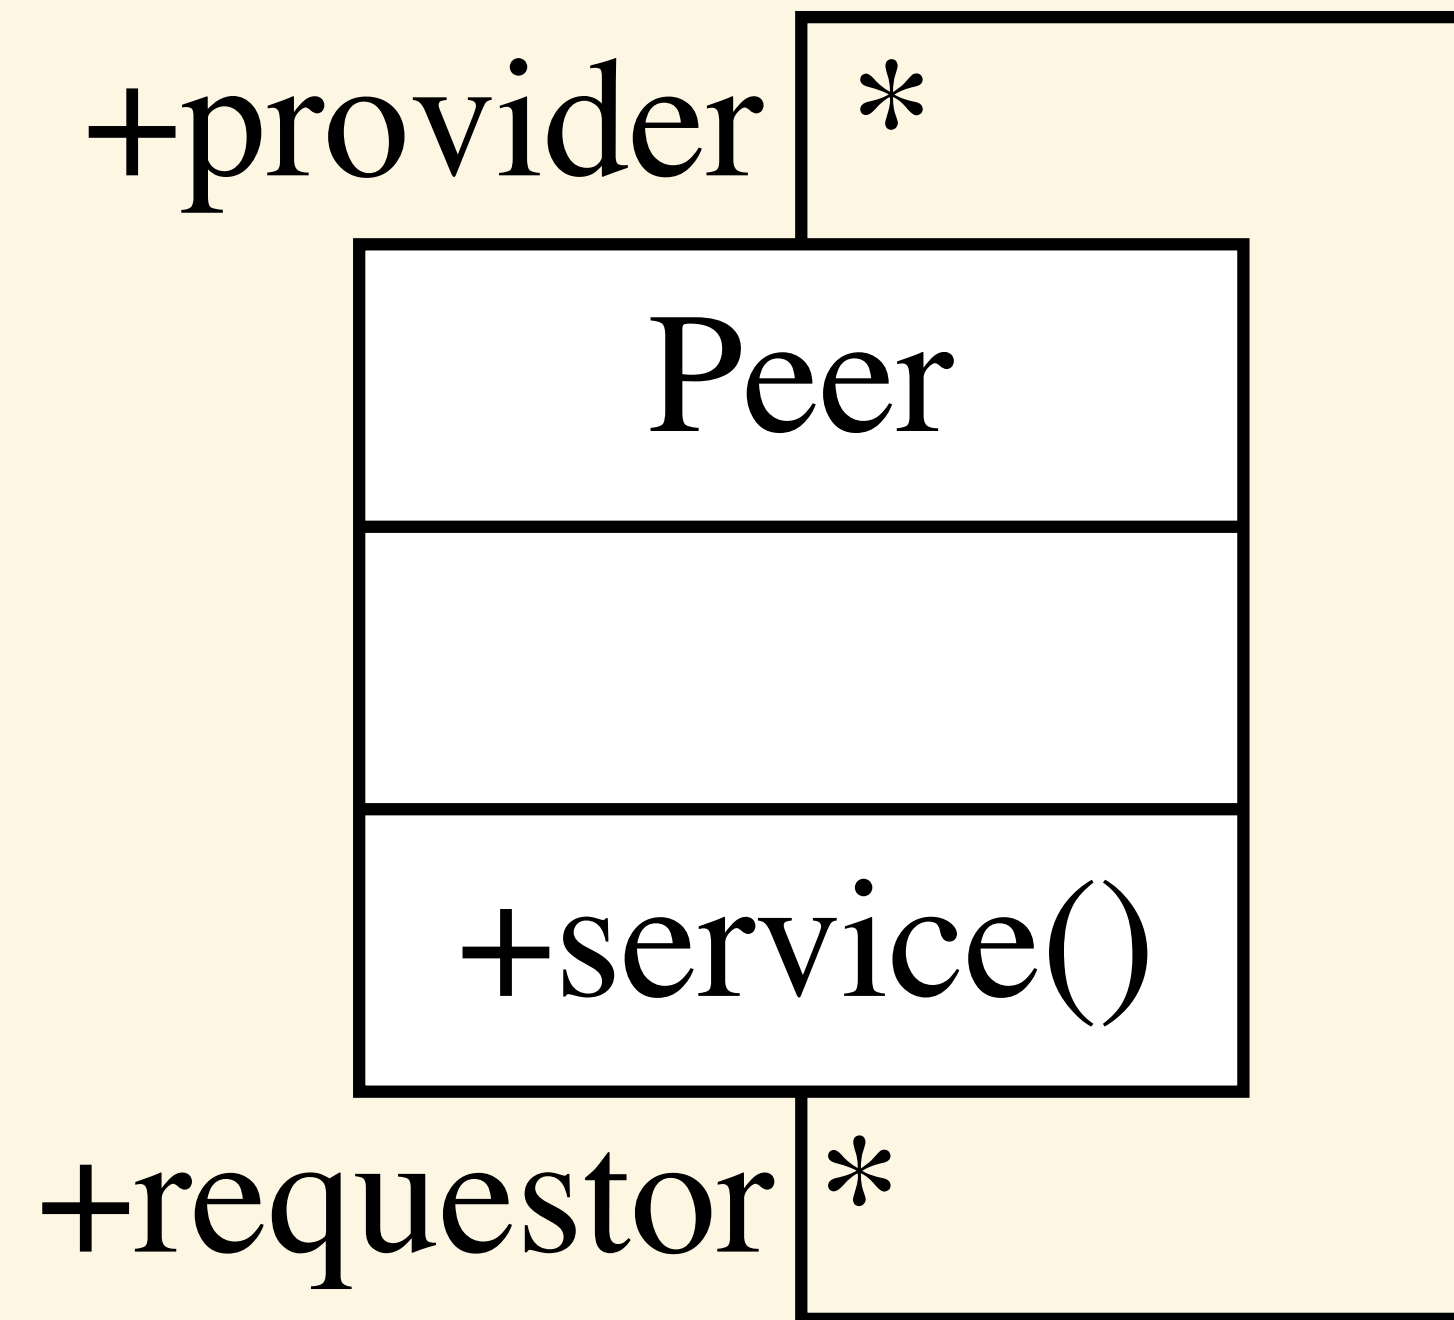 +provider *
Peer
+service()
+requestor *